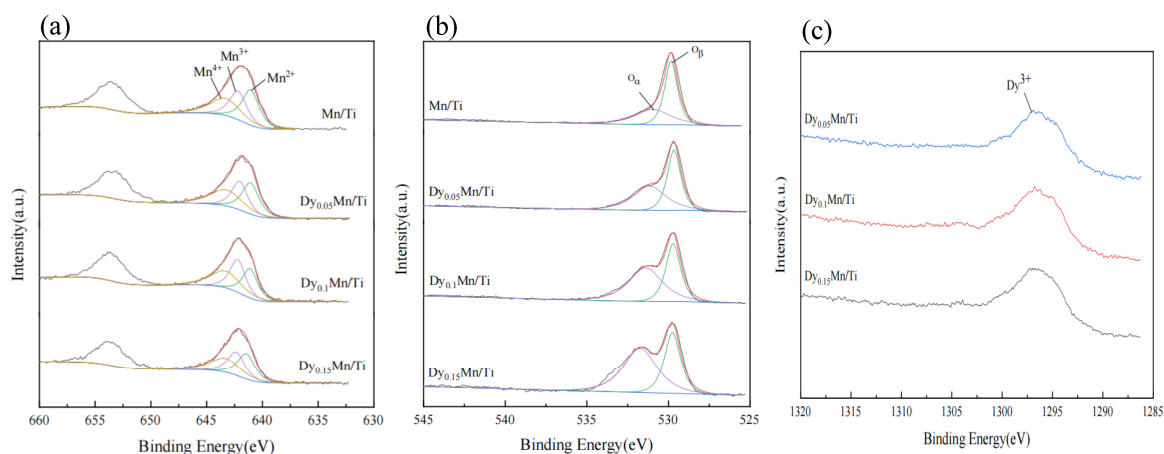 (a)
Mn³⁺
Mn⁴⁺
Mn²⁺
Mn/Ti
Dy₀.₀₅Mn/Ti
Dy₀.₁Mn/Ti
Dy₀.₁₅Mn/Ti
Intensity(a.u.)
660 650 640 630
Binding Energy(eV)
(b)
Oβ
Oα
Mn/Ti
Dy₀.₀₅Mn/Ti
Dy₀.₁Mn/Ti
Dy₀.₁₅Mn/Ti
Intensity(a.u.)
545 540 535 530 525
Binding Energy(eV)
(c)
Dy³⁺
Dy₀.₀₅Mn/Ti
Dy₀.₁Mn/Ti
Dy₀.₁₅Mn/Ti
Intensity(a.u.)
1320 1315 1310 1305 1300 1295 1290 1285
Binding Energy(eV)